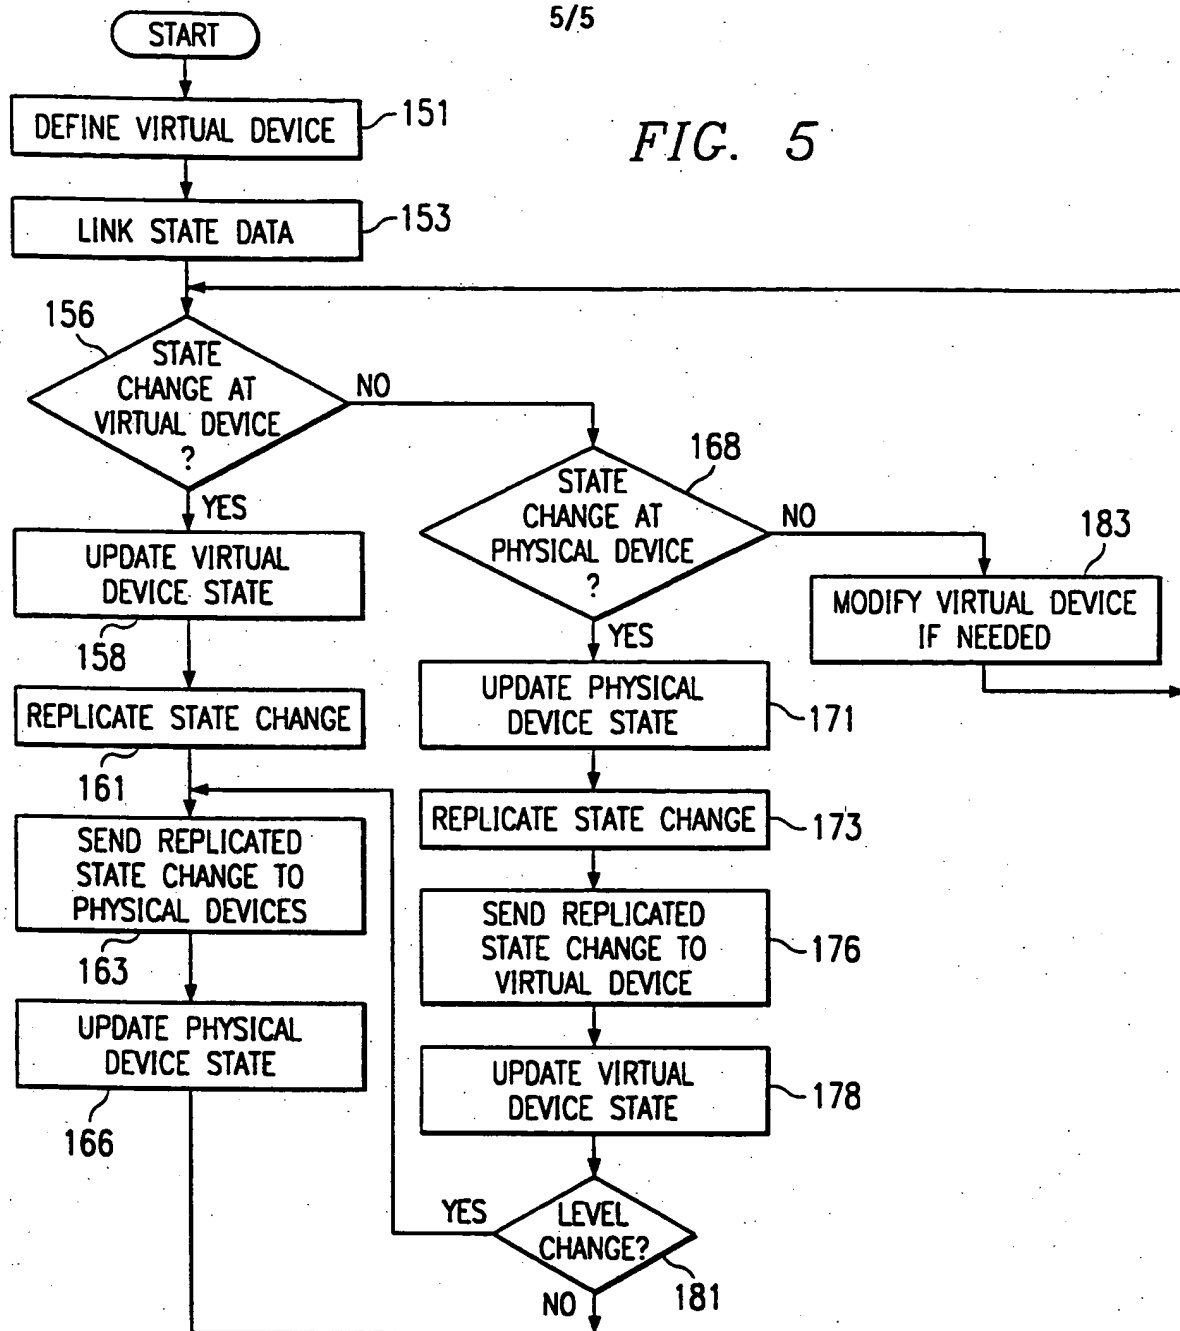 5/5
START
FIG. 5
DEFINE VIRTUAL DEVICE
151
LINK STATE DATA
153
156
STATE
CHANGE AT
VIRTUAL DEVICE
?
NO
YES
168
STATE
CHANGE AT
PHYSICAL DEVICE
?
NO
YES
183
MODIFY VIRTUAL DEVICE
IF NEEDED
UPDATE VIRTUAL
DEVICE STATE
158
REPLICATE STATE CHANGE
161
SEND REPLICATED
STATE CHANGE TO
PHYSICAL DEVICES
163
UPDATE PHYSICAL
DEVICE STATE
166
UPDATE PHYSICAL
DEVICE STATE
171
REPLICATE STATE CHANGE
173
SEND REPLICATED
STATE CHANGE TO
VIRTUAL DEVICE
176
UPDATE VIRTUAL
DEVICE STATE
178
YES
LEVEL
CHANGE?
181
NO